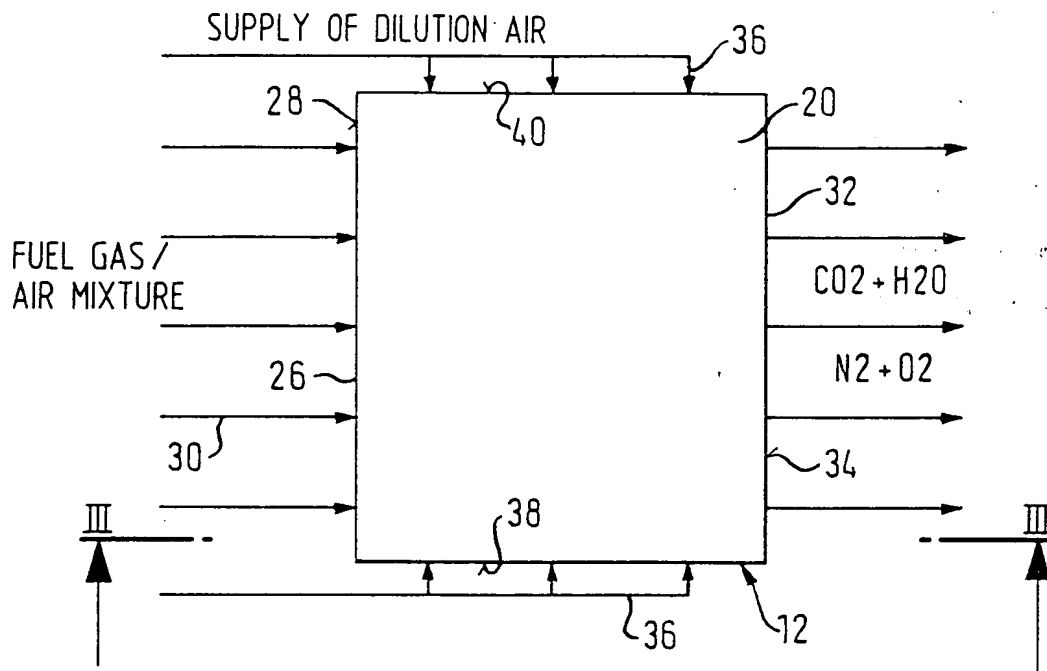 SUPPLY OF DILUTION AIR
36
28
40
20
32
FUEL GAS/
AIR MIXTURE
CO2+H2O
26
N2+O2
30
34
III
38
III
36
12